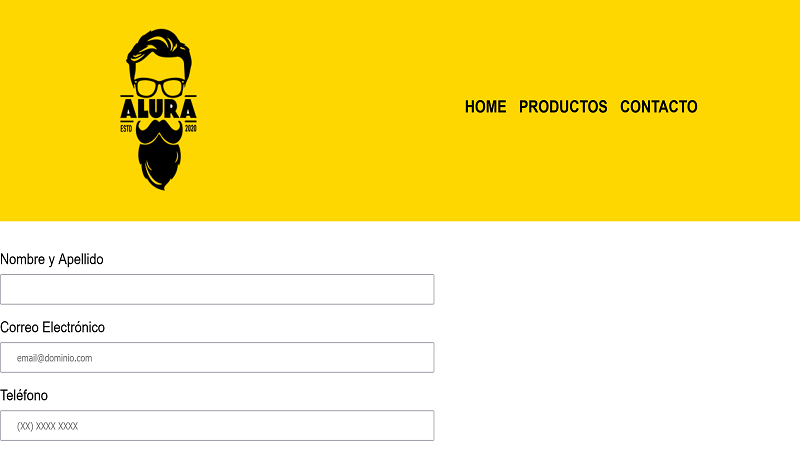 ALURA
ESTD 2020
HOME PRODUCTOS CONTACTO
Nombre y Apellido
Correo Electrónico
email@dominio.com
Teléfono
(XX) XXXX XXXX